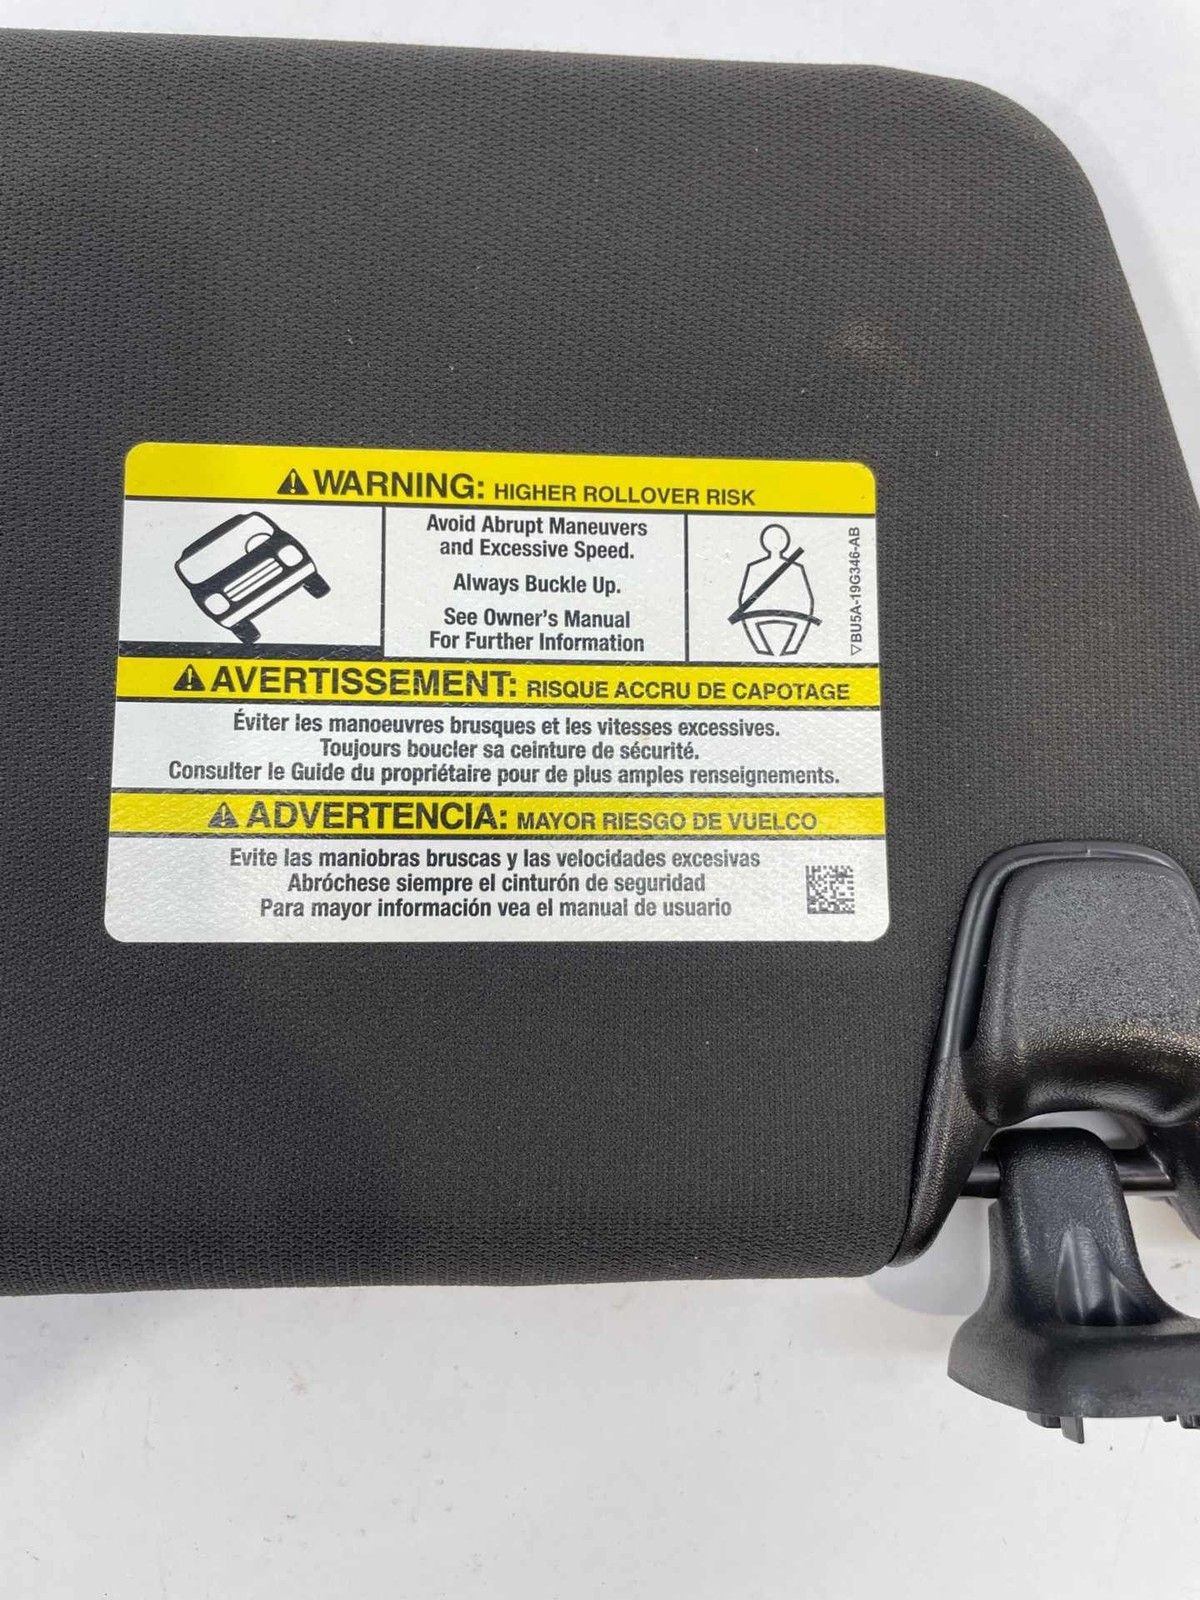 ⚠WARNING: HIGHER ROLLOVER RISK
Avoid Abrupt Maneuvers
and Excessive Speed.
Always Buckle Up.
See Owner's Manual
For Further Information
▽BU5A-19G346-AB
⚠AVERTISSEMENT: RISQUE ACCRU DE CAPOTAGE
Éviter les manoeuvres brusques et les vitesses excessives.
Toujours boucler sa ceinture de sécurité.
Consulter le Guide du propriétaire pour de plus amples renseignements.
⚠ADVERTENCIA: MAYOR RIESGO DE VUELCO
Evite las maniobras bruscas y las velocidades excesivas
Abróchese siempre el cinturón de seguridad
Para mayor información vea el manual de usuario